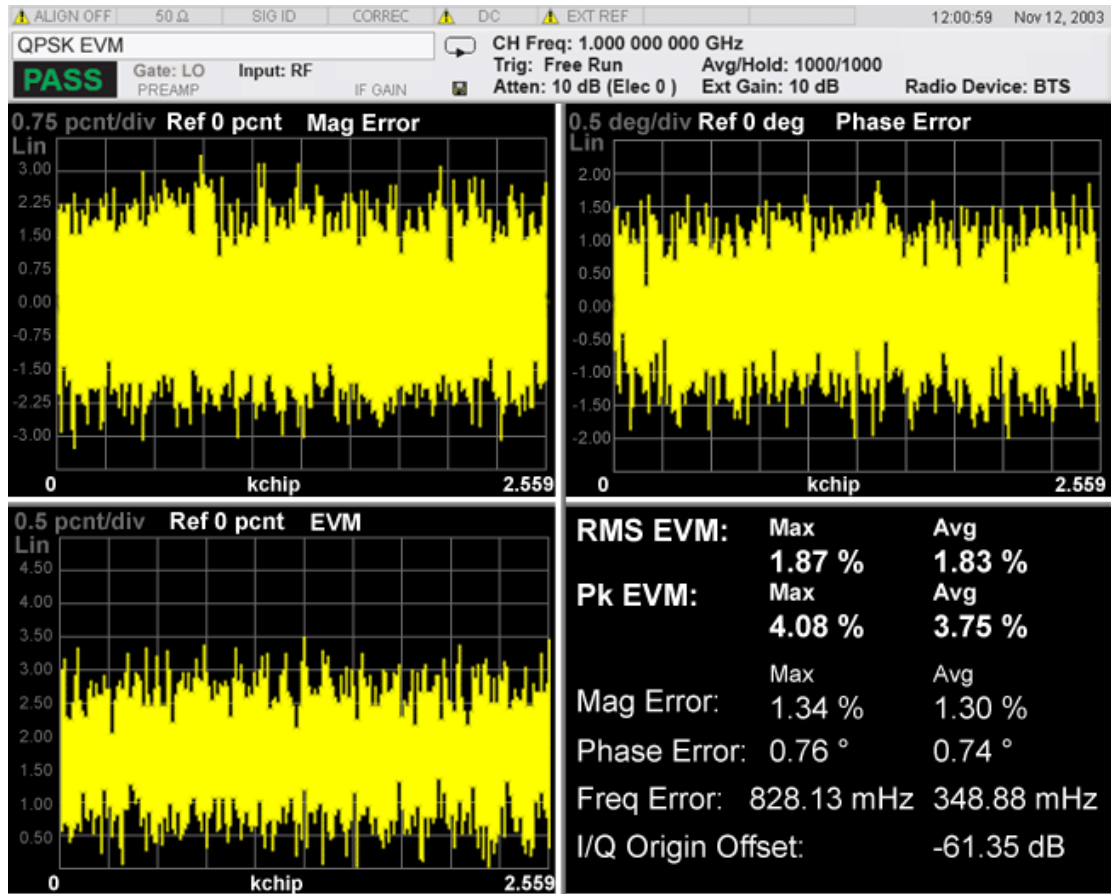 ALIGN OFF 50 Ω SIG ID CORREC DC EXT REF 12:00:59 Nov 12, 2003
QPSK EVM
PASS
Gate: LO
PREAMP
Input: RF
IF GAIN
CH Freq: 1.000 000 000 GHz
Trig: Free Run Avg/Hold: 1000/1000
Atten: 10 dB (Elec 0 ) Ext Gain: 10 dB Radio Device: BTS
0.75 pcnt/div Ref 0 pcnt Mag Error
Lin
3.00
2.25
1.50
0.75
0.00
-0.75
-1.50
-2.25
-3.00
0 kchip 2.559
0.5 deg/div Ref 0 deg Phase Error
Lin
2.00
1.50
1.00
0.50
0.00
-0.50
-1.00
-1.50
-2.00
0 kchip 2.559
0.5 pcnt/div Ref 0 pcnt EVM
Lin
4.50
4.00
3.50
3.00
2.50
2.00
1.50
1.00
0.50
0 kchip 2.559
RMS EVM: Max Avg
1.87 % 1.83 %
Pk EVM: Max Avg
4.08 % 3.75 %
Max Avg
Mag Error: 1.34 % 1.30 %
Phase Error: 0.76 ° 0.74 °
Freq Error: 828.13 mHz 348.88 mHz
I/Q Origin Offset: -61.35 dB